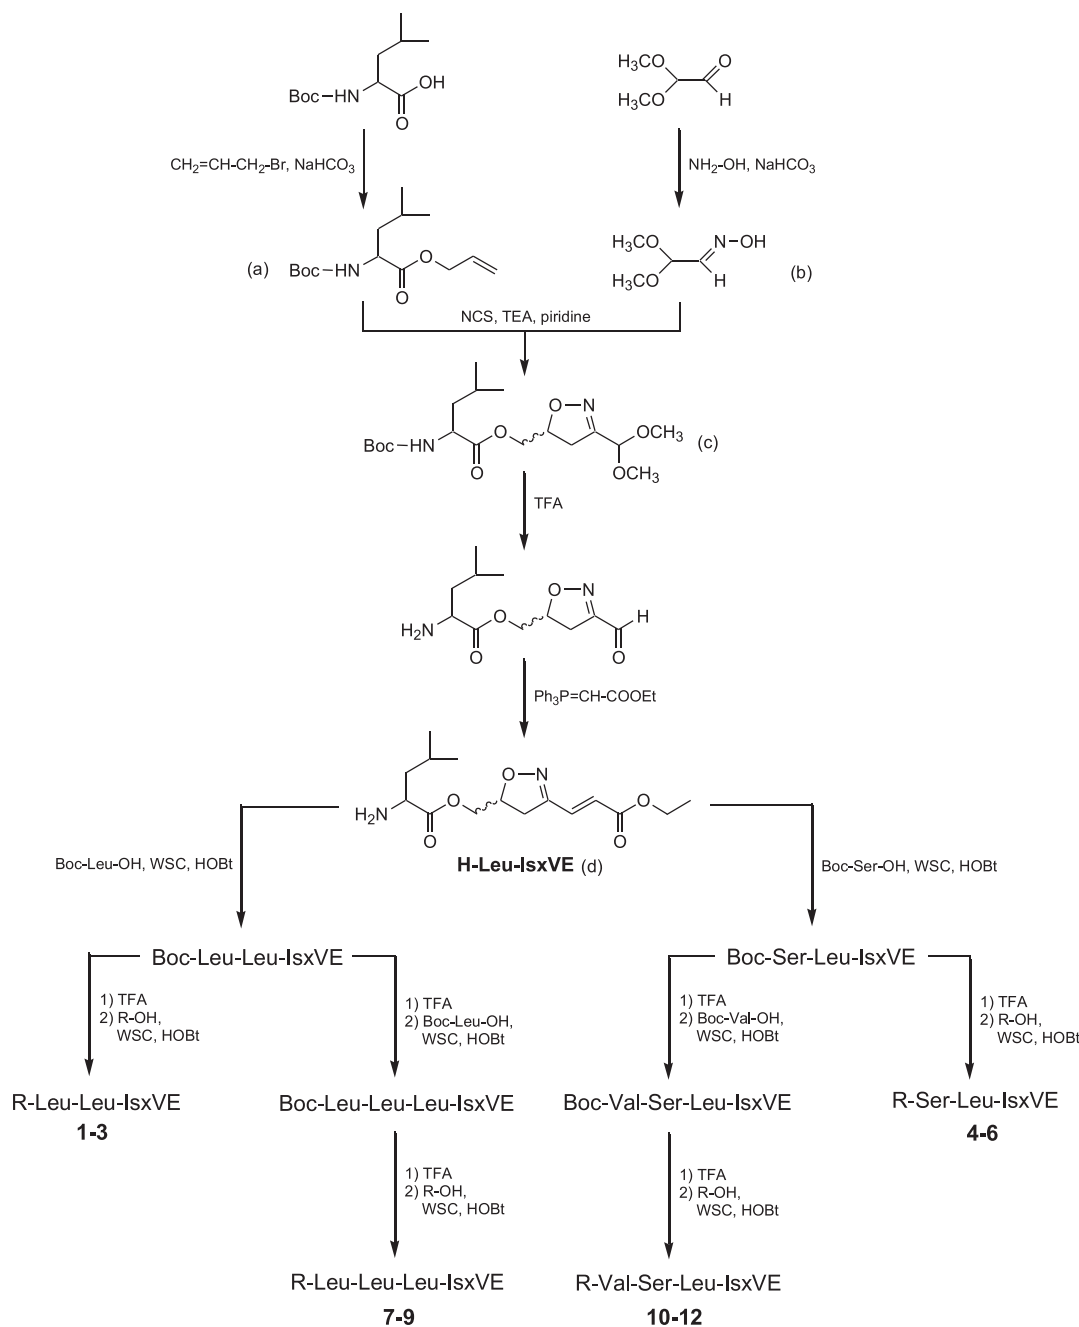 Boc–HN
OH
O
H3CO
H3CO
O
H
CH2=CH-CH2-Br, NaHCO3
NH2-OH, NaHCO3
(a)
Boc–HN
O
O
H3CO
H3CO
N–OH
H
(b)
NCS, TEA, piridine
Boc–HN
O
O
O–N
OCH3
OCH3
(c)
TFA
H2N
O
O
O–N
H
O
Ph3P=CH-COOEt
H2N
O
O
O–N
O
O
H-Leu-IsxVE (d)
Boc-Leu-OH, WSC, HOBt
Boc-Ser-OH, WSC, HOBt
Boc-Leu-Leu-IsxVE
Boc-Ser-Leu-IsxVE
1) TFA
2) R-OH,
WSC, HOBt
1) TFA
2) Boc-Leu-OH,
WSC, HOBt
1) TFA
2) Boc-Val-OH,
WSC, HOBt
1) TFA
2) R-OH,
WSC, HOBt
R-Leu-Leu-IsxVE
1-3
Boc-Leu-Leu-Leu-IsxVE
Boc-Val-Ser-Leu-IsxVE
R-Ser-Leu-IsxVE
4-6
1) TFA
2) R-OH,
WSC, HOBt
1) TFA
2) R-OH,
WSC, HOBt
R-Leu-Leu-Leu-IsxVE
7-9
R-Val-Ser-Leu-IsxVE
10-12